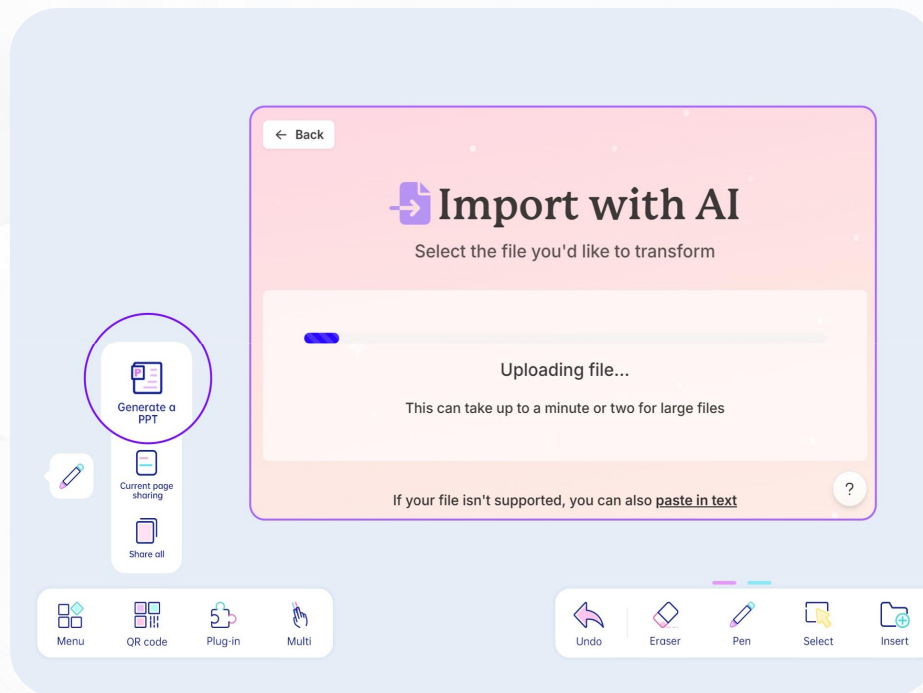 ← Back
Import with AI
Select the file you'd like to transform
Uploading file...
This can take up to a minute or two for large files
If your file isn't supported, you can also paste in text
?
P
Generate a
PPT
Current page
sharing
Share all
Menu
QR code
Plug-in
Multi
Undo
Eraser
Pen
Select
Insert